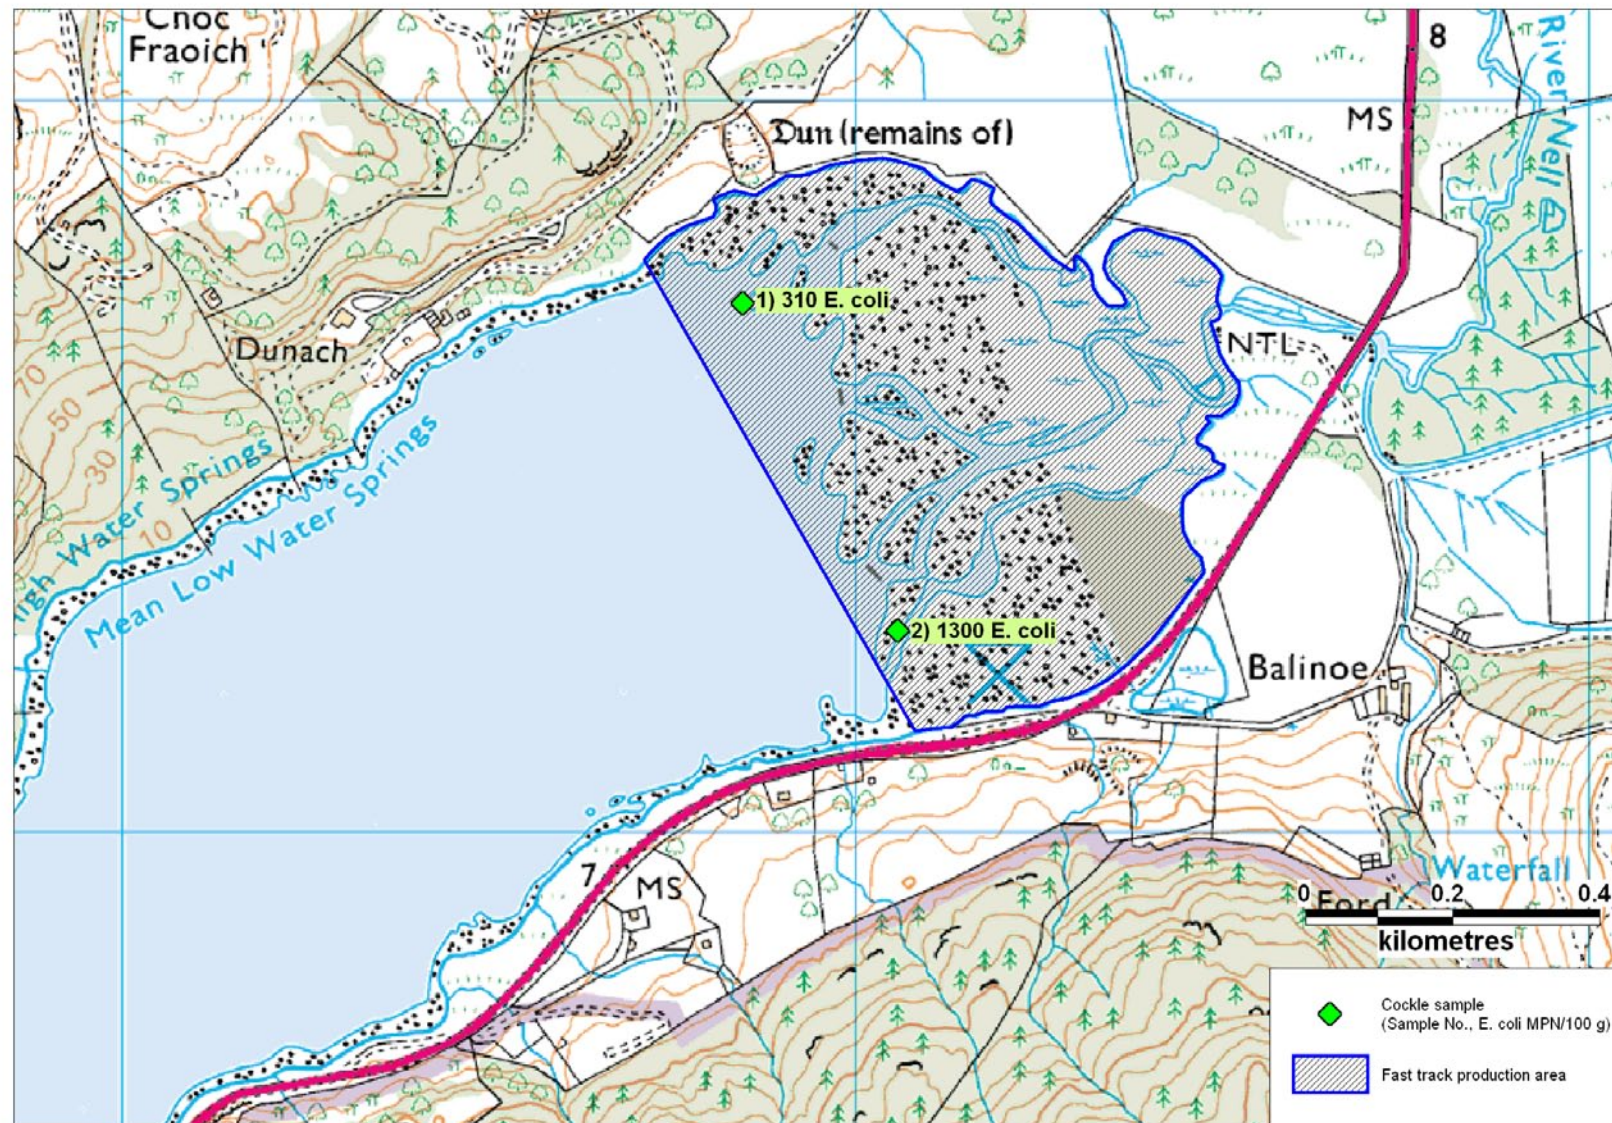 Cnoc
Fraoich
8
River Nell
MS
Dun (remains of)
1) 310 E. coli
NTL
Dunach
70
50
30
10
High Water Springs
Mean Low Water Springs
2) 1300 E. coli
Balinoe
7
MS
Waterfall
Ford
0 0.2 0.4
kilometres
Cockle sample
(Sample No., E. coli MPN/100 g)
Fast track production area